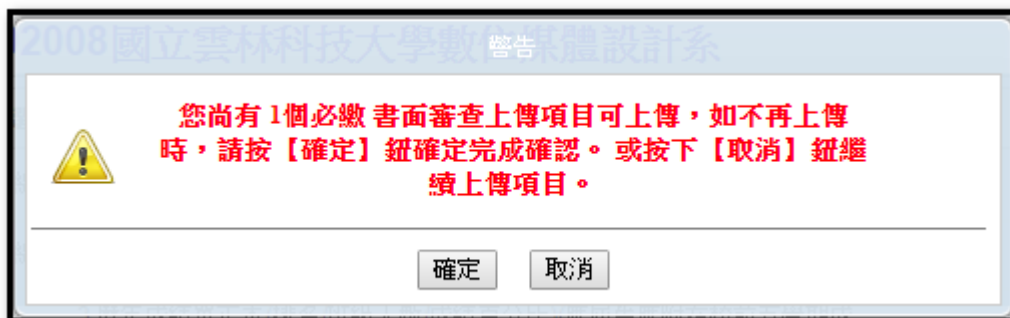 2008國立雲林科技大學數位媒體設計系
警告
您尚有 1個必繳 書面審查上傳項目可上傳，如不再上傳
時，請按【確定】鈕確定完成確認。 或按下【取消】鈕繼
續上傳項目。
確定
取消